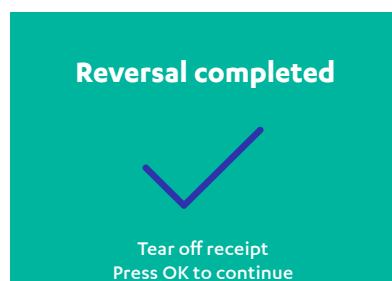 Reversal completed
Tear off receipt
Press OK to continue